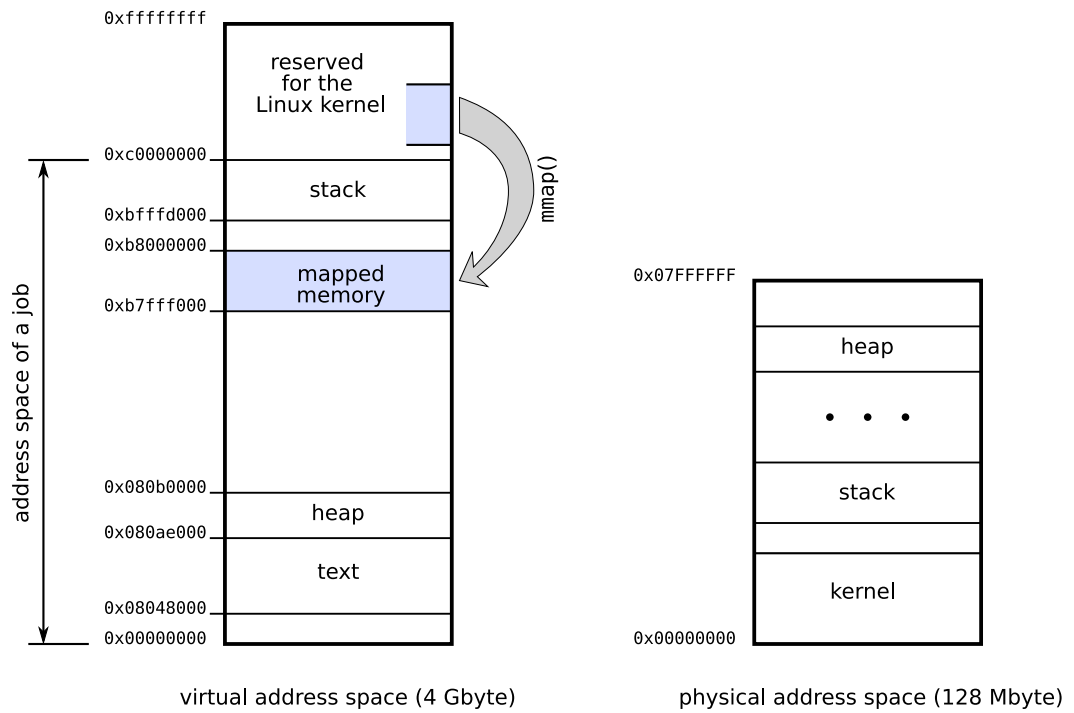 0xffffffff
reserved
for the
Linux kernel
0xc0000000
stack
mmap()
0xbfffd000
0xb8000000
mapped
memory
0xb7fff000
address space of a job
0x080b0000
heap
0x080ae000
text
0x08048000
0x00000000
virtual address space (4 Gbyte)
0x07FFFFFF
heap
• • •
stack
kernel
0x00000000
physical address space (128 Mbyte)